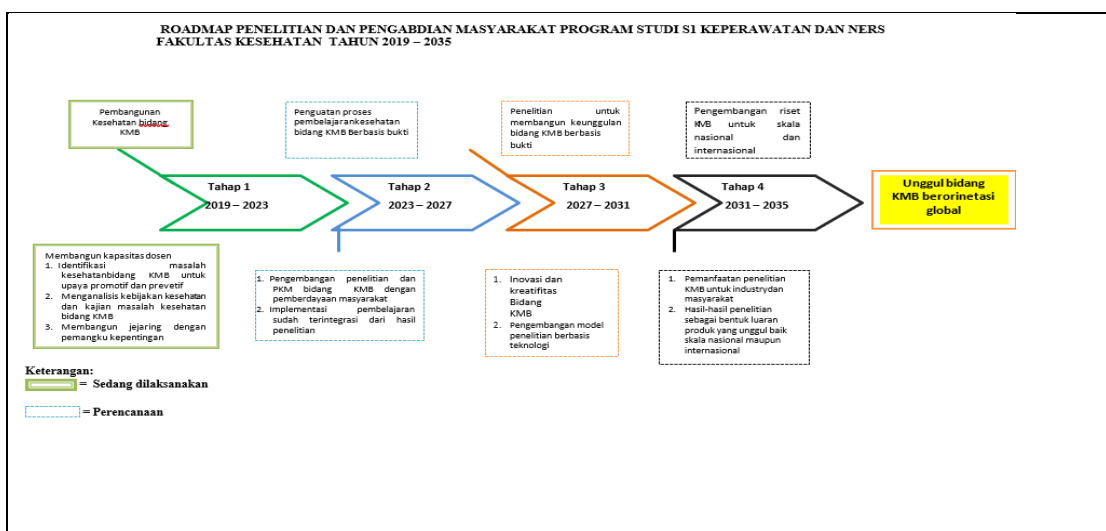 ROADMAP PENELITIAN DAN PENGABDIAN MASYARAKAT PROGRAM STUDI S1 KEPERAWATAN DAN NERS
FAKULTAS KESEHATAN TAHUN 2019 – 2035
Pembangunan
Kesehatan bidang
KMB
Penguatan proses
pembelajarankesehatan
bidang KMB Berbasis bukti
Penelitian untuk
membangun keunggulan
bidang KMB berbasis
bukti
Pengembangan riset
KMB untuk skala
nasional dan
internasional
Tahap 1
2019 – 2023
Tahap 2
2023 – 2027
Tahap 3
2027 – 2031
Tahap 4
2031 – 2035
Unggul bidang
KMB berorinetasi
global
Membangun kapasitas dosen
1. Identifikasi masalah
kesehatanbidang KMB untuk
upaya promotif dan prevetif
2. Menganalisis kebijakan kesehatan
dan kajian masalah kesehatan
bidang KMB
3. Membangun jejaring dengan
pemangku kepentingan
1. Pengembangan penelitian dan
PKM bidang KMB dengan
pemberdayaan masyarakat
2. Implementasi pembelajaran
sudah terintegrasi dari hasil
penelitian
1. Inovasi dan
kreatifitas
Bidang
KMB
2. Pengembangan model
penelitian berbasis
teknologi
1. Pemanfaatan penelitian
KMB untuk industrydan
masyarakat
2. Hasil-hasil penelitian
sebagai bentuk luaran
produk yang unggul baik
skala nasional maupun
internasional
Keterangan:
= Sedang dilaksanakan
= Perencanaan